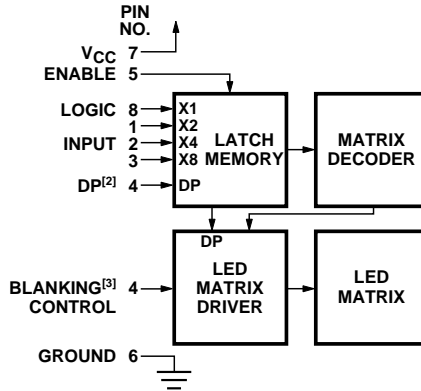 PIN
NO.
VCC 7
ENABLE 5
LOGIC 8 X1
1 X2
INPUT 2 X4
3 X8
DP[2] 4 DP
LATCH
MEMORY
MATRIX
DECODER
DP
LED
MATRIX
DRIVER
LED
MATRIX
BLANKING[3] 4
CONTROL
GROUND 6